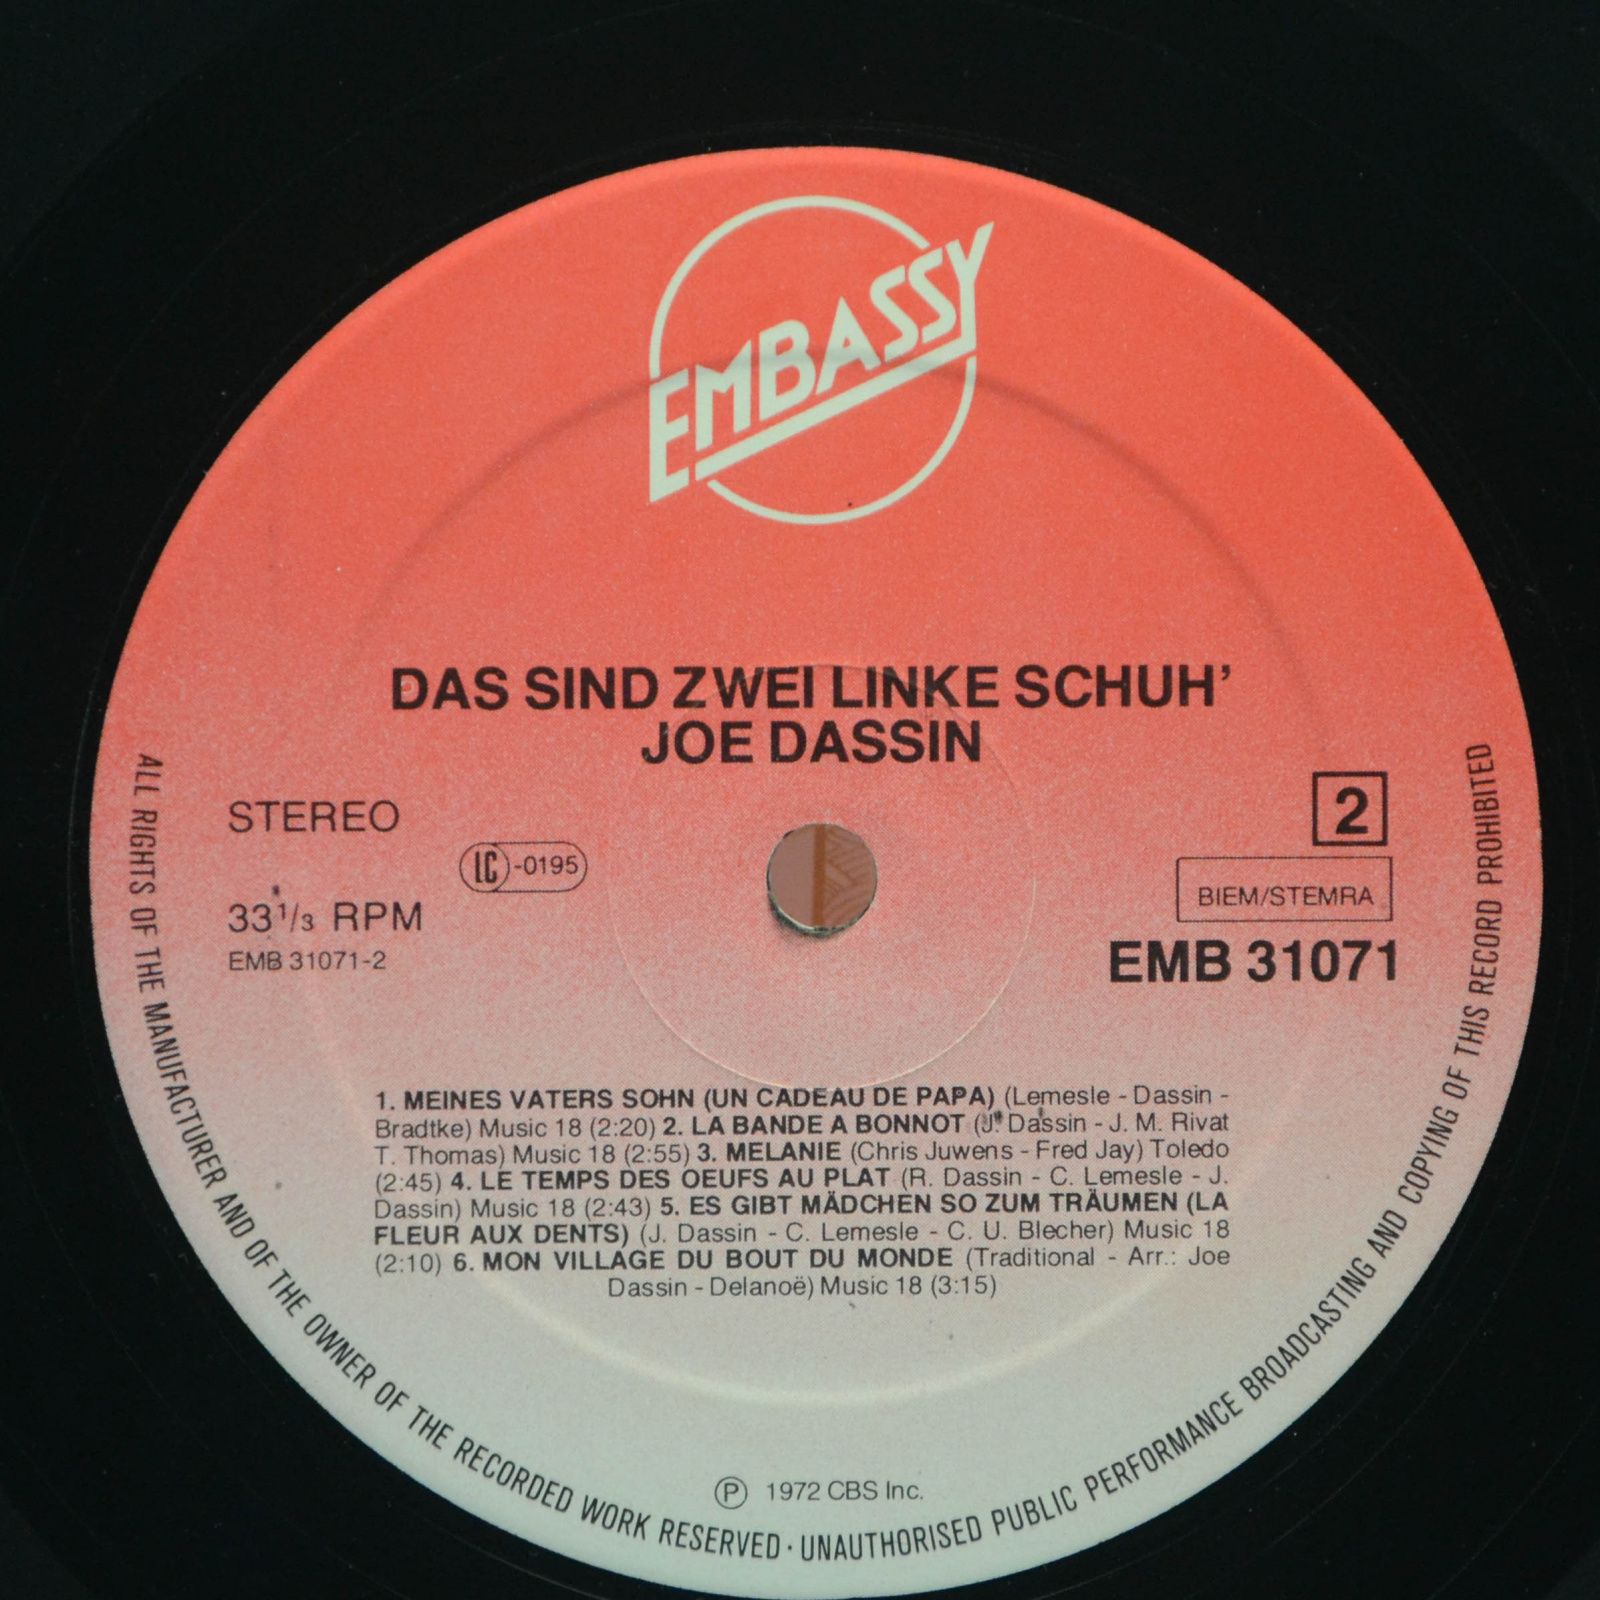 EMBASSY
DAS SIND ZWEI LINKE SCHUH'
JOE DASSIN
STEREO
LC-0195
33 1/3 RPM
EMB 31071-2
2
BIEM/STEMRA
EMB 31071
1. MEINES VATERS SOHN (UN CADEAU DE PAPA) (Lemesle - Dassin -
Bradtke) Music 18 (2:20) 2. LA BANDE A BONNOT (J. Dassin - J. M. Rivat
T. Thomas) Music 18 (2:55) 3. MELANIE (Chris Juwens - Fred Jay) Toledo
(2:45) 4. LE TEMPS DES OEUFS AU PLAT (R. Dassin - C. Lemesle - J.
Dassin) Music 18 (2:43) 5. ES GIBT MÄDCHEN SO ZUM TRÄUMEN (LA
FLEUR AUX DENTS) (J. Dassin - C. Lemesle - C. U. Blecher) Music 18
(2:10) 6. MON VILLAGE DU BOUT DU MONDE (Traditional - Arr.: Joe
Dassin - Delanoë) Music 18 (3:15)
Ⓟ 1972 CBS Inc.
ALL RIGHTS OF THE MANUFACTURER AND OF THE OWNER OF THE RECORDED WORK RESERVED · UNAUTHORISED PUBLIC PERFORMANCE BROADCASTING AND COPYING OF THIS RECORD PROHIBITED